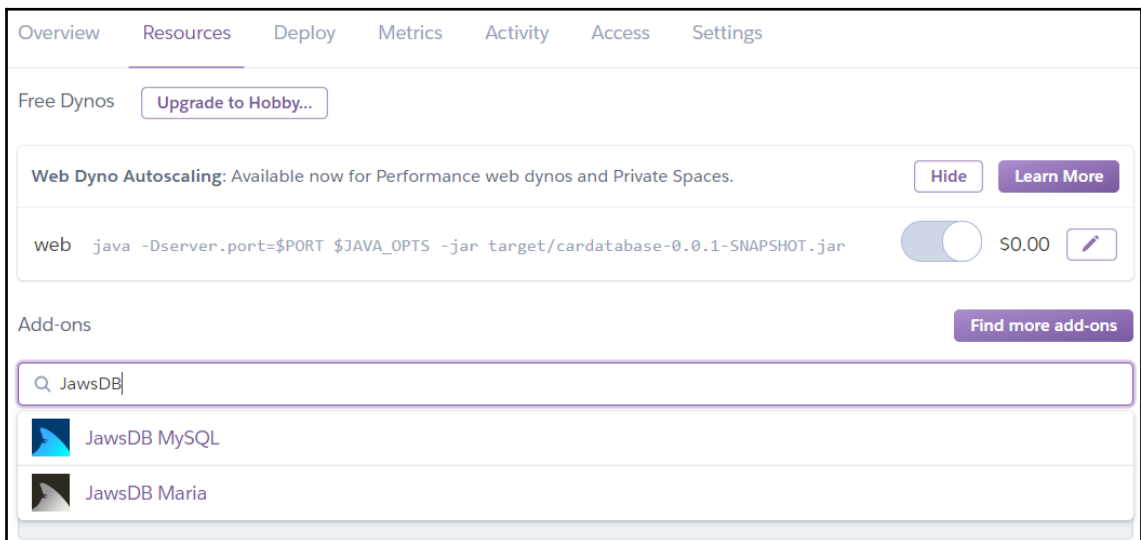 Overview Resources Deploy Metrics Activity Access Settings
Free Dynos Upgrade to Hobby...
Web Dyno Autoscaling: Available now for Performance web dynos and Private Spaces. Hide Learn More
web java -Dserver.port=$PORT $JAVA_OPTS -jar target/cardatabase-0.0.1-SNAPSHOT.jar $0.00
Add-ons Find more add-ons
JawsDB
JawsDB MySQL
JawsDB Maria